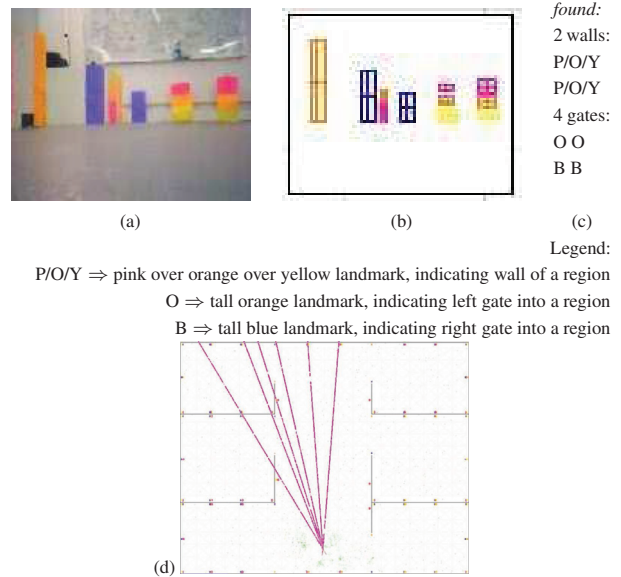 found:
2 walls:
P/O/Y
P/O/Y
4 gates:
O O
B B
(a)
(b)
(c)
Legend:
P/O/Y ⇒ pink over orange over yellow landmark, indicating wall of a region
O ⇒ tall orange landmark, indicating left gate into a region
B ⇒ tall blue landmark, indicating right gate into a region
(d)